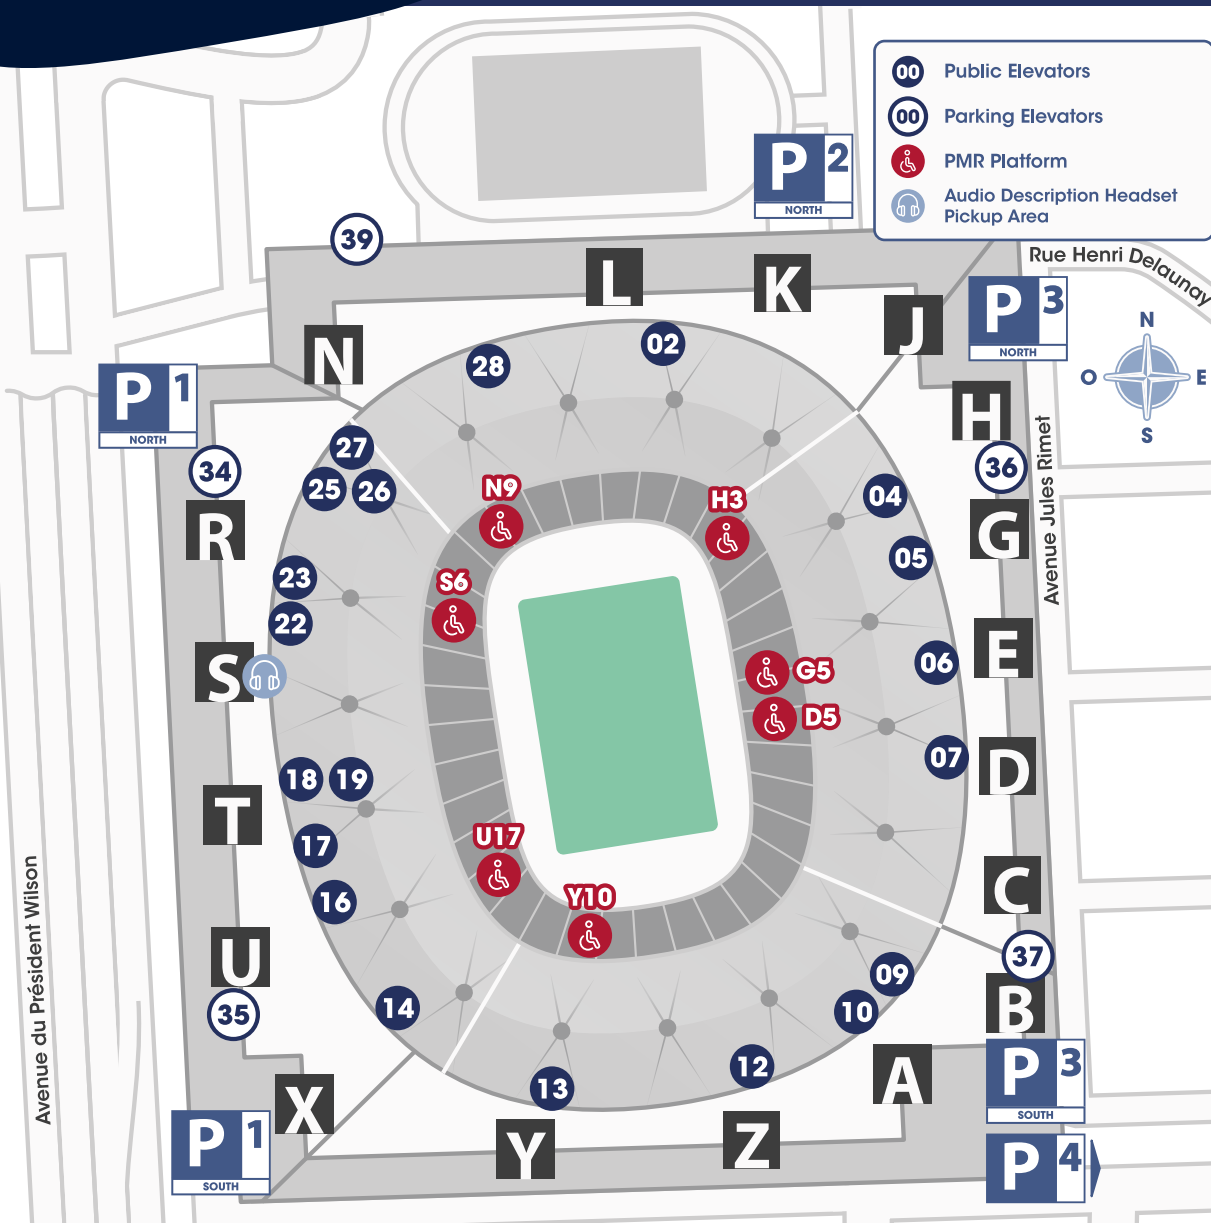 00 Public Elevators
00 Parking Elevators
PMR Platform
Audio Description Headset
Pickup Area
P 2
NORTH
39
Rue Henri Delaunay
L
K
J
P 3
NORTH
N
O
E
S
N
28
02
P 1
NORTH
H
27
34
25
26
36
04
Avenue Jules Rimet
N9
H3
R
G
05
23
S6
22
S
E
06
G5
D5
07
18
19
D
T
17
U17
16
C
Y10
Avenue du Président Wilson
U
37
09
35
14
10
B
12
13
A
P 3
SOUTH
X
P 1
SOUTH
Y
Z
P 4